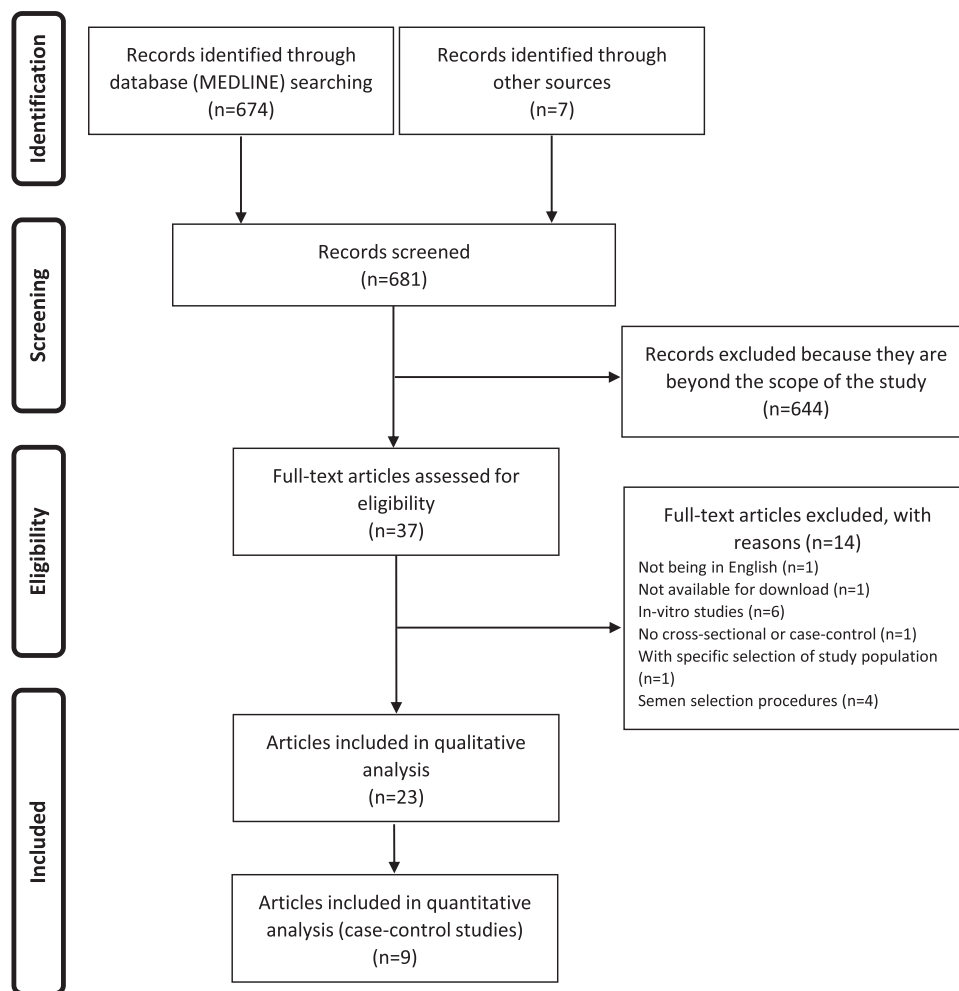 Identification
Records identified through
database (MEDLINE) searching
(n=674)
Records identified through
other sources
(n=7)
Screening
Records screened
(n=681)
Records excluded because they are
beyond the scope of the study
(n=644)
Eligibility
Full-text articles assessed for
eligibility
(n=37)
Full-text articles excluded, with
reasons (n=14)
Not being in English (n=1)
Not available for download (n=1)
In-vitro studies (n=6)
No cross-sectional or case-control (n=1)
With specific selection of study population
(n=1)
Semen selection procedures (n=4)
Included
Articles included in qualitative
analysis
(n=23)
Articles included in quantitative
analysis (case-control studies)
(n=9)